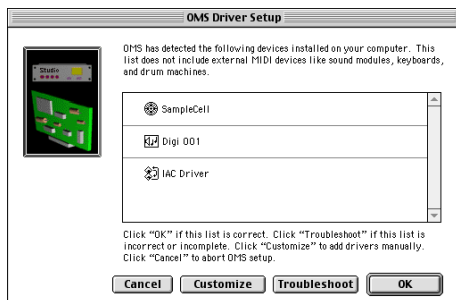 OMS Driver Setup
Studio
OMS has detected the following devices installed on your computer. This
list does not include external MIDI devices like sound modules, keyboards,
and drum machines.
SampleCell
Digi 001
IAC Driver
Click “OK” if this list is correct. Click “Troubleshoot” if this list is
incorrect or incomplete. Click “Customize” to add drivers manually.
Click “Cancel” to abort OMS setup.
Cancel
Customize
Troubleshoot
OK